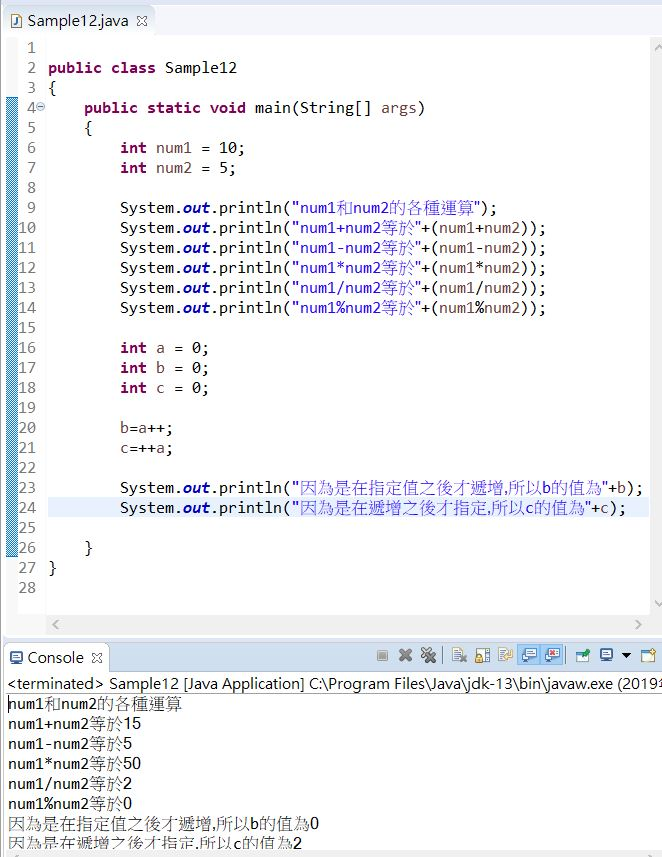 Sample12.java
1
2 public class Sample12
3 {
4 public static void main(String[] args)
5 {
6 int num1 = 10;
7 int num2 = 5;
8
9 System.out.println("num1和num2的各種運算");
10 System.out.println("num1+num2等於"+(num1+num2));
11 System.out.println("num1-num2等於"+(num1-num2));
12 System.out.println("num1*num2等於"+(num1*num2));
13 System.out.println("num1/num2等於"+(num1/num2));
14 System.out.println("num1%num2等於"+(num1%num2));
15
16 int a = 0;
17 int b = 0;
18 int c = 0;
19
20 b=a++;
21 c=++a;
22
23 System.out.println("因為是在指定值之後才遞增,所以b的值為"+b);
24 System.out.println("因為是在遞增之後才指定,所以c的值為"+c);
25
26 }
27 }
28
Console
<terminated> Sample12 [Java Application] C:\Program Files\Java\jdk-13\bin\javaw.exe (2019
num1和num2的各種運算
num1+num2等於15
num1-num2等於5
num1*num2等於50
num1/num2等於2
num1%num2等於0
因為是在指定值之後才遞增,所以b的值為0
因為是在遞增之後才指定,所以c的值為2